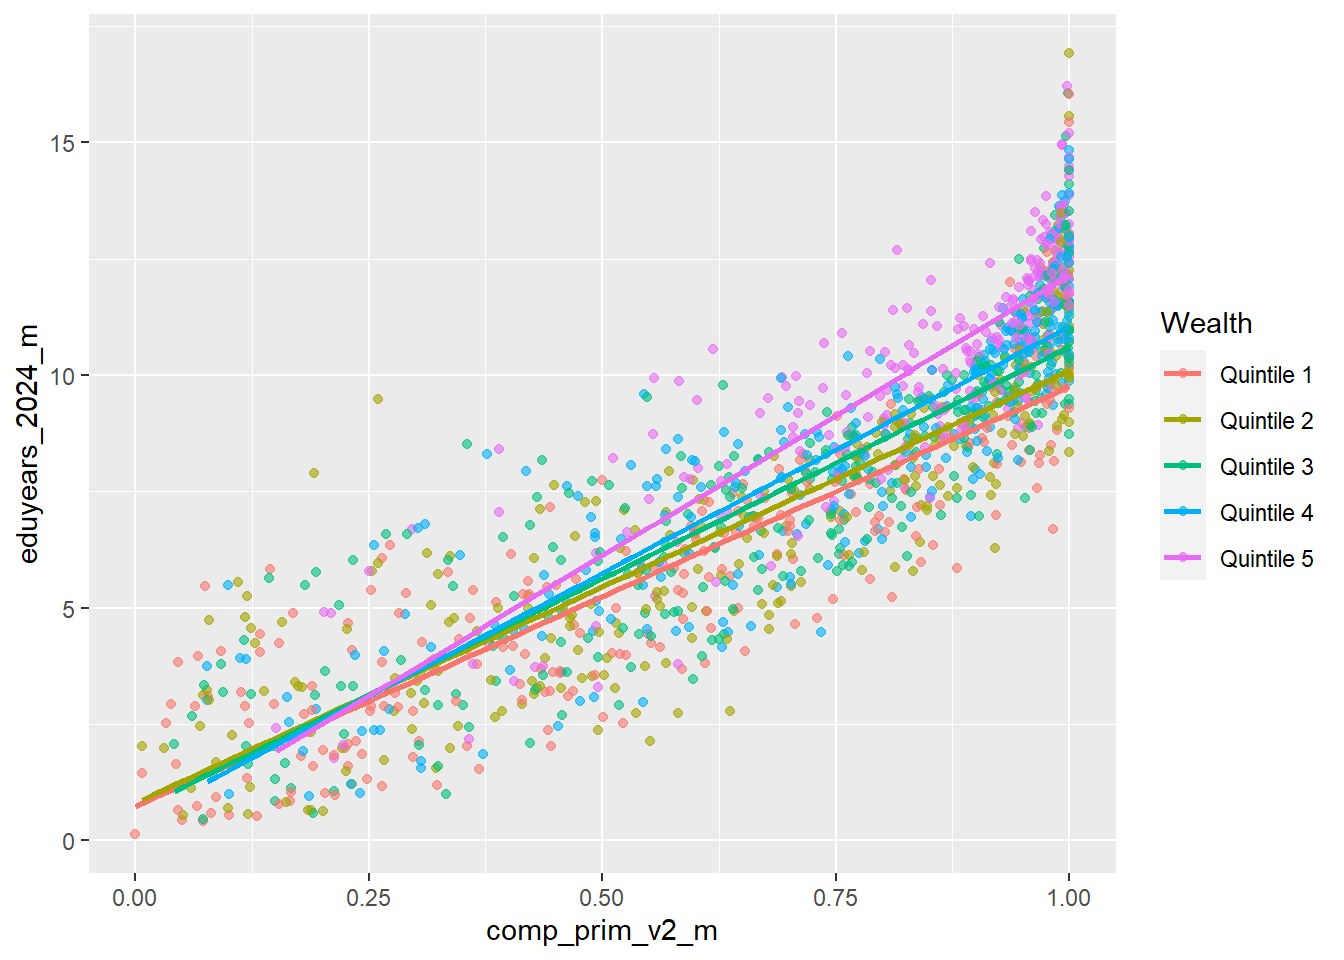 15
10
5
0
eduyears_2024_m
0.00 0.25 0.50 0.75 1.00
comp_prim_v2_m
Wealth
Quintile 1
Quintile 2
Quintile 3
Quintile 4
Quintile 5